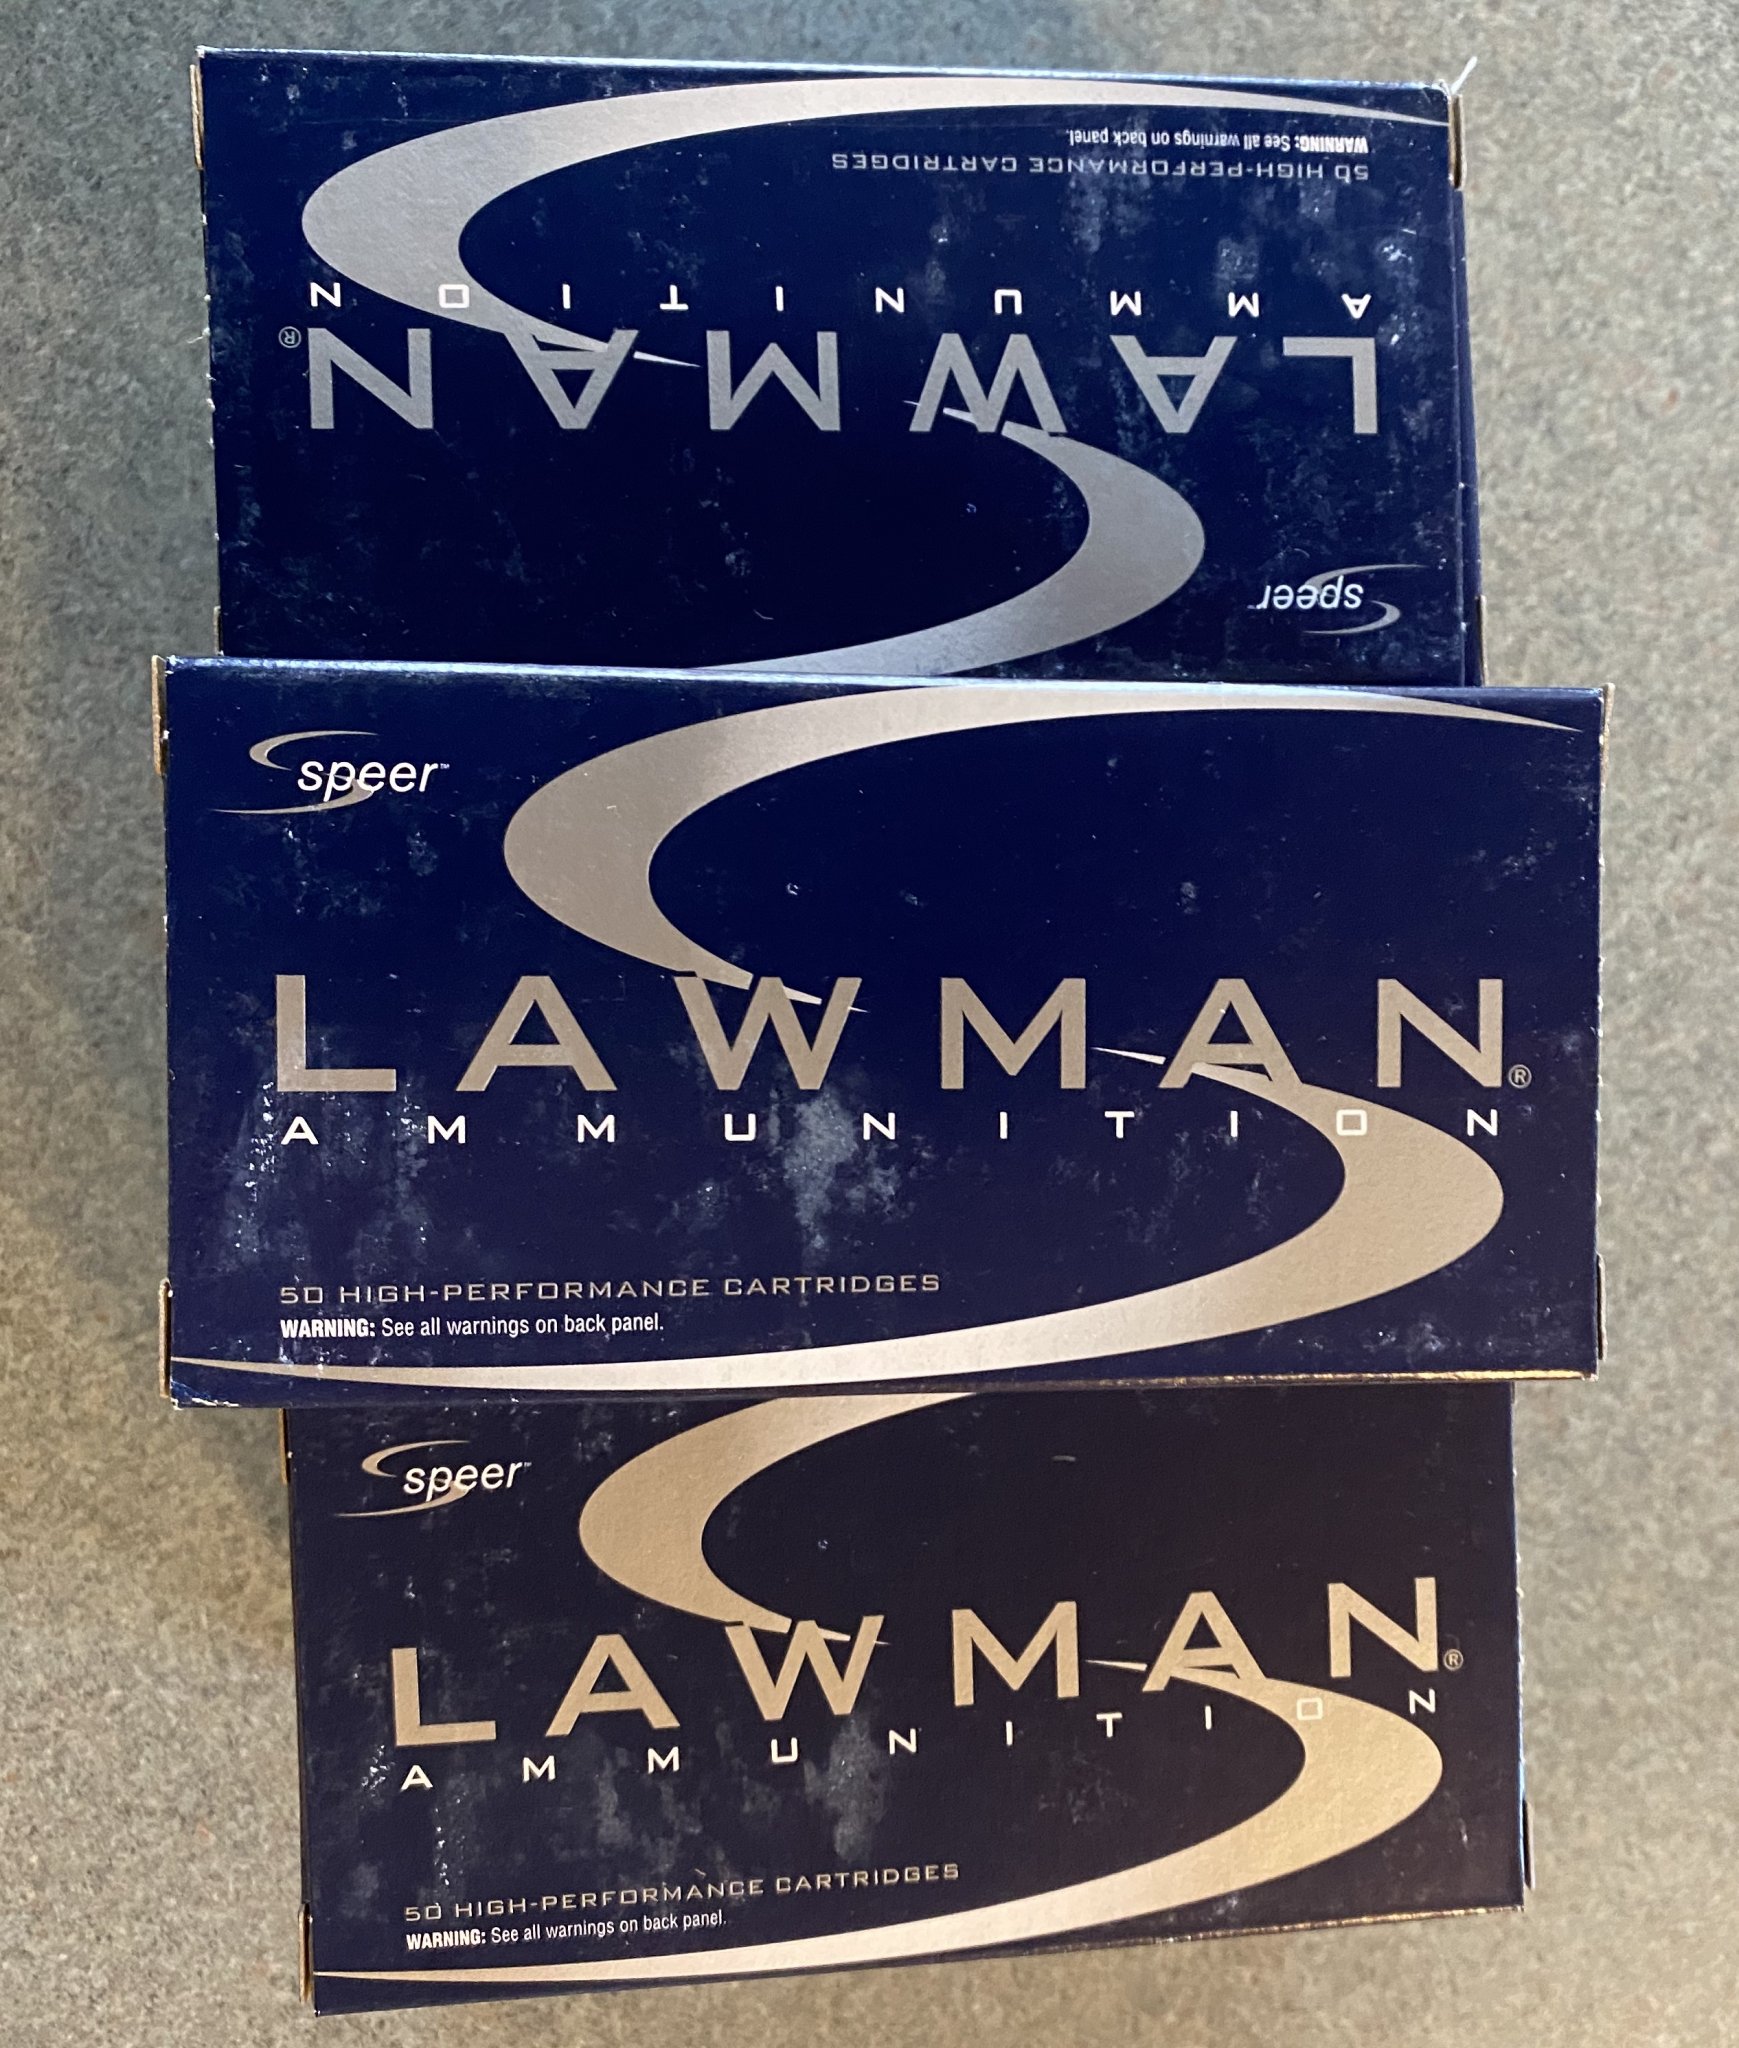 WARNING: See all warnings on back panel.
50 HIGH-PERFORMANCE CARTRIDGES
AMMUNITION
LAWMAN®
speer™
speer™
LAWMAN®
AMMUNITION
50 HIGH-PERFORMANCE CARTRIDGES
WARNING: See all warnings on back panel.
speer™
LAWMAN®
AMMUNITION
50 HIGH-PERFORMANCE CARTRIDGES
WARNING: See all warnings on back panel.